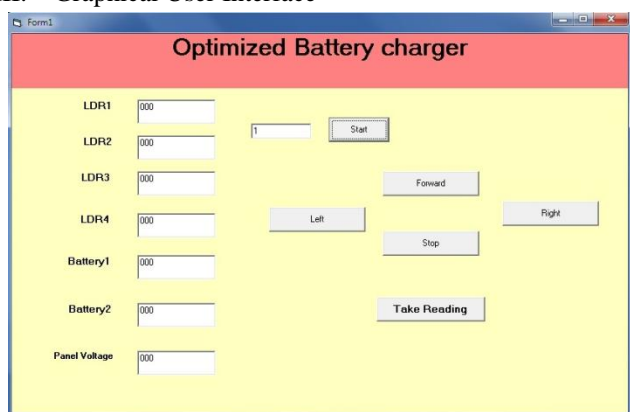 Graphical User Interface
Form1
Optimized Battery charger
LDR1 000
1 Start
LDR2 000
LDR3 000
Forward
LDR4 000
Left
Right
Stop
Battery1 000
Battery2 000
Take Reading
Panel Voltage 000